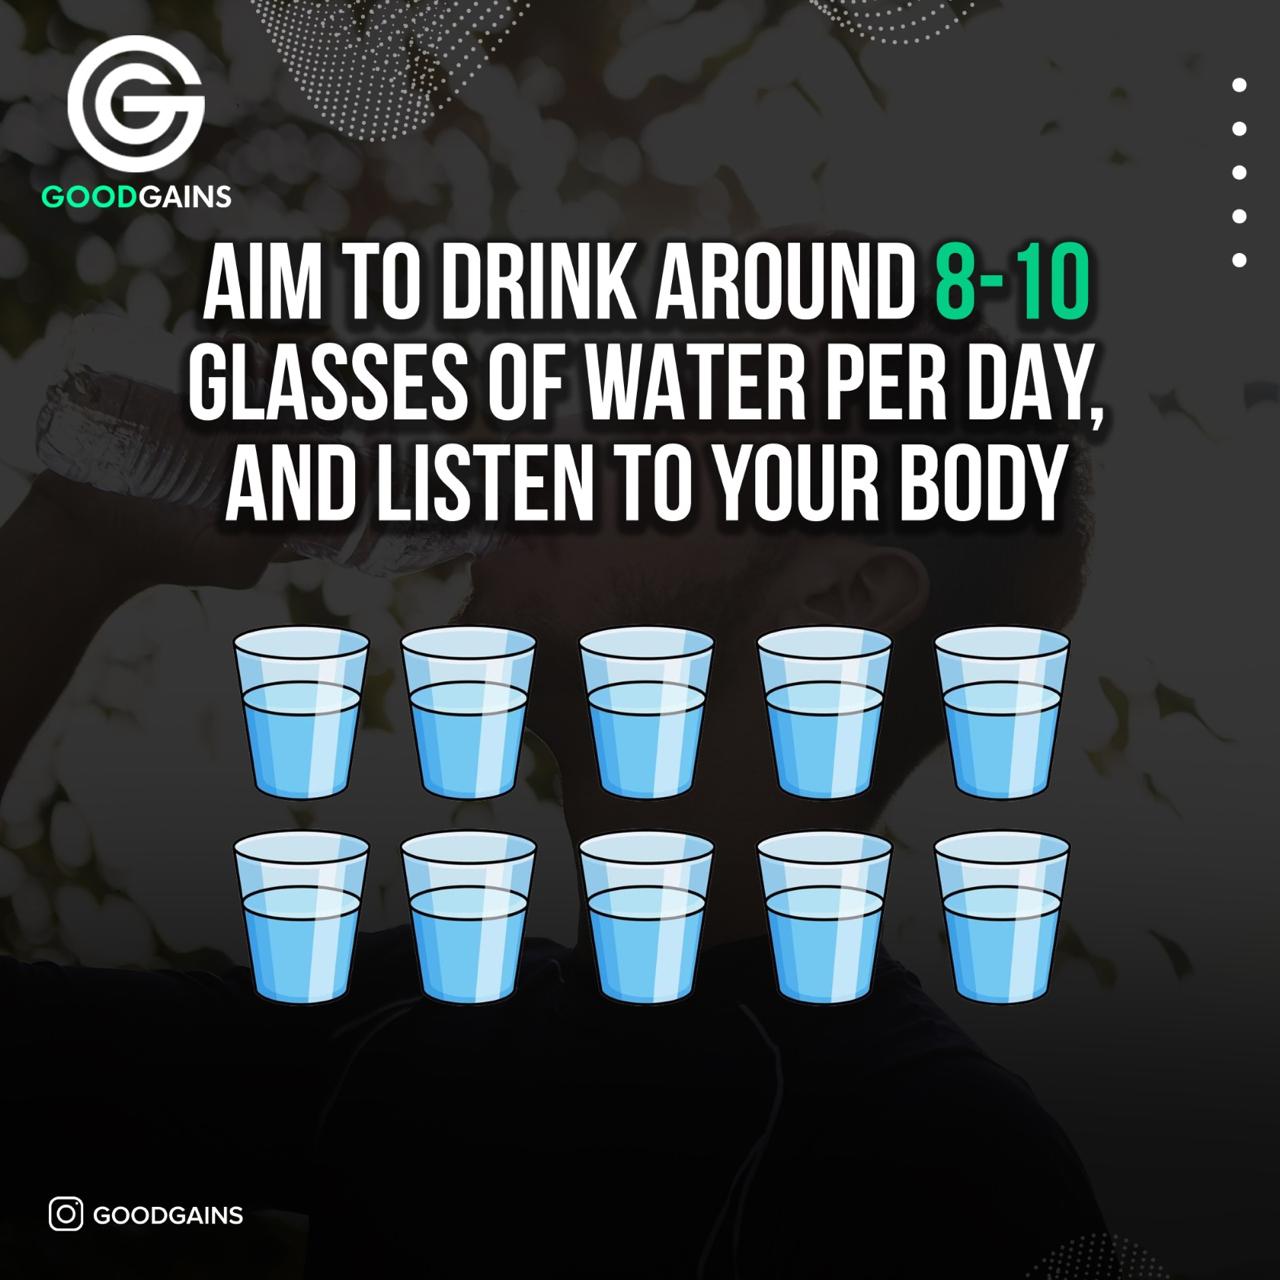 GOODGAINS
AIM TO DRINK AROUND 8-10
GLASSES OF WATER PER DAY,
AND LISTEN TO YOUR BODY
GOODGAINS